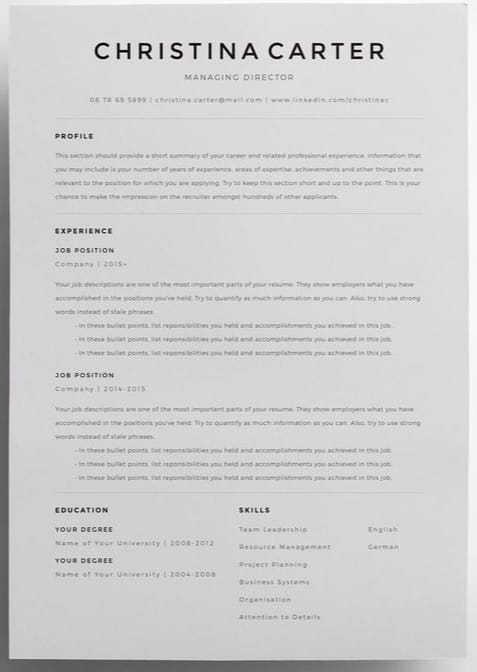 CHRISTINA CARTER
MANAGING DIRECTOR
08 78 69 5899 | christina.carter@mail.com | www.linkedin.com/christinac
PROFILE
This section should provide a short summary of your career and related professional experience. Information that
you may include is your number of years of experience, areas of expertise, achievements and other things that are
relevant to the position for which you are applying. Try to keep this section short and up to the point. This is your
chance to make the impression on the recruiter amongst hundreds of other applicants.
EXPERIENCE
JOB POSITION
Company | 2015+
Your job descriptions are one of the most important parts of your resume. They show employers what you have
accomplished in the positions you've held. Try to quantify as much information as you can. Also, try to use strong
words instead of stale phrases.
- In these bullet points, list reponsibilities you held and accomplishments you achieved in this job.
- In these bullet points, list reponsibilities you held and accomplishments you achieved in this job.
- In these bullet points, list reponsibilities you held and accomplishments you achieved in this job.
JOB POSITION
Company | 2014-2015
Your job descriptions are one of the most important parts of your resume. They show employers what you have
accomplished in the positions you've held. Try to quantify as much information as you can. Also, try to use strong
words instead of stale phrases.
- In these bullet points, list reponsibilities you held and accomplishments you achieved in this job.
- In these bullet points, list reponsibilities you held and accomplishments you achieved in this job.
- In these bullet points, list reponsibilities you held and accomplishments you achieved in this job.
EDUCATION
YOUR DEGREE
Name of Your University | 2008-2012
YOUR DEGREE
Name of Your University | 2004-2008
SKILLS
Team Leadership
Resource Management
Project Planning
Business Systems
Organisation
Attention to Details
English
German